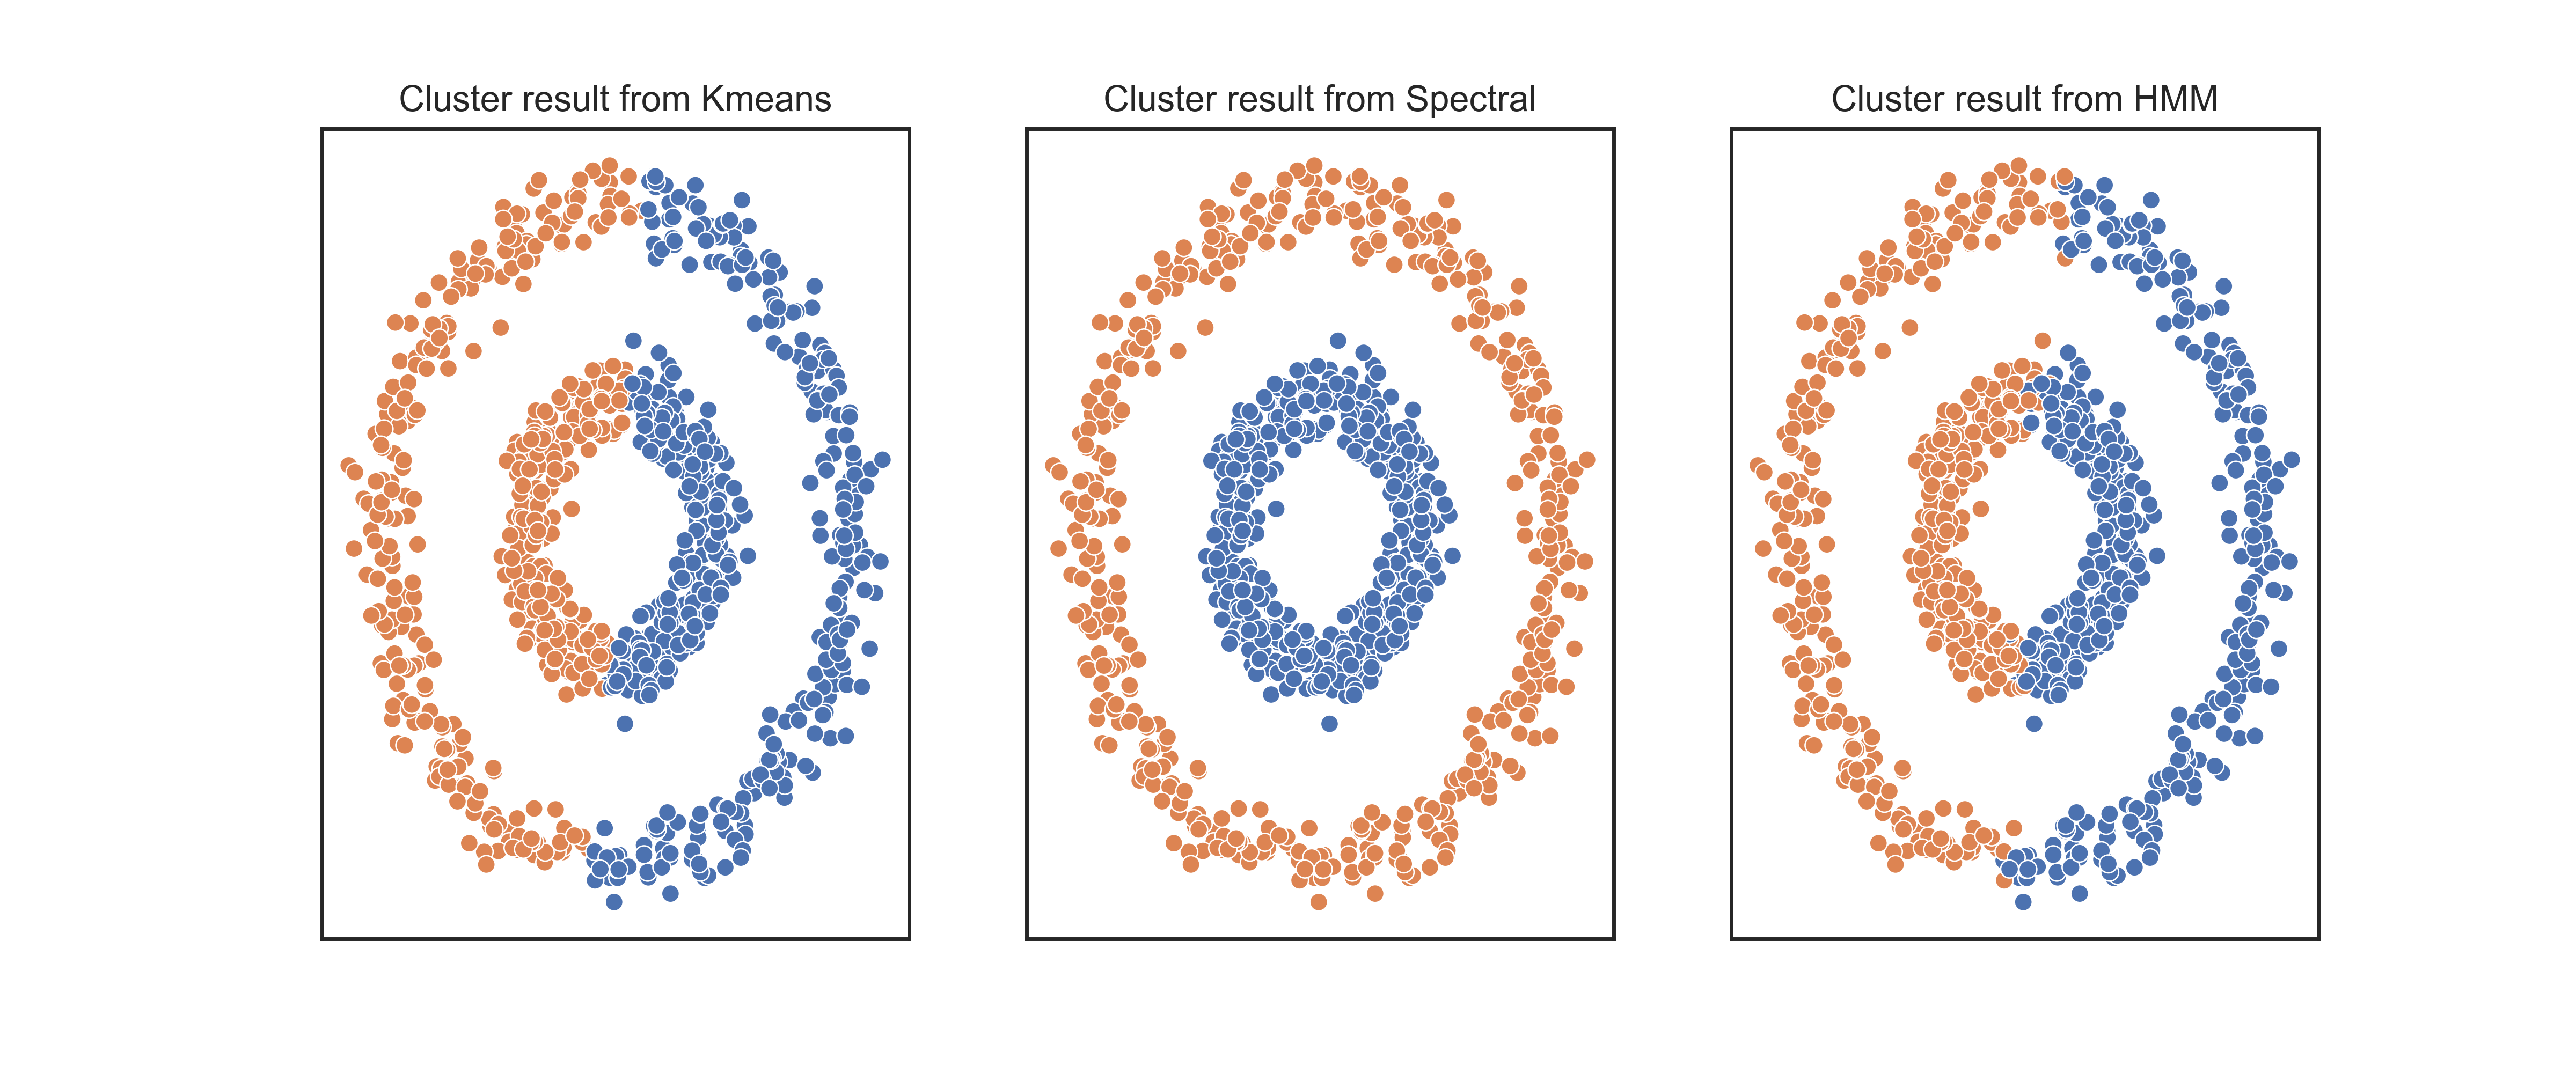 Cluster result from Kmeans
Cluster result from Spectral
Cluster result from HMM